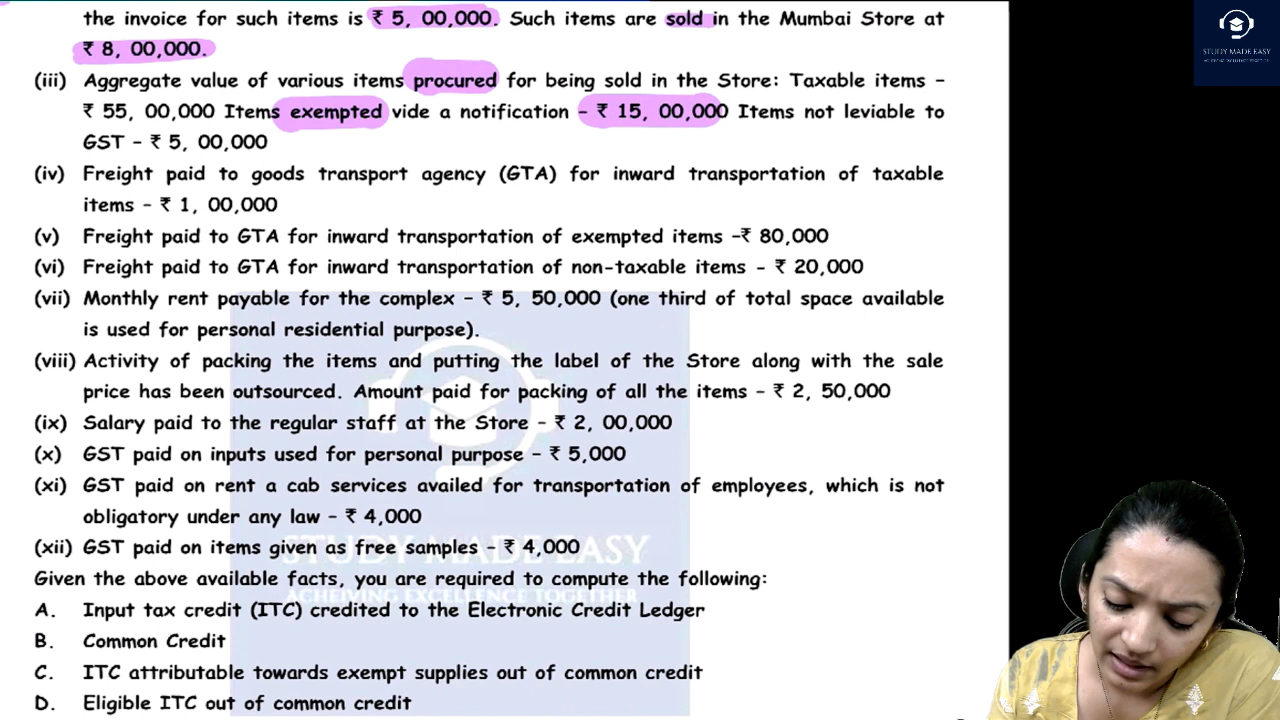 the invoice for such items is ₹ 5, 00,000. Such items are sold in the Mumbai Store at
₹ 8, 00,000.
(iii) Aggregate value of various items procured for being sold in the Store: Taxable items –
₹ 55, 00,000 Items exempted vide a notification – ₹ 15, 00,000 Items not leviable to
GST – ₹ 5, 00,000
(iv) Freight paid to goods transport agency (GTA) for inward transportation of taxable
items – ₹ 1, 00,000
(v) Freight paid to GTA for inward transportation of exempted items –₹ 80,000
(vi) Freight paid to GTA for inward transportation of non-taxable items – ₹ 20,000
(vii) Monthly rent payable for the complex – ₹ 5, 50,000 (one third of total space available
is used for personal residential purpose).
(viii) Activity of packing the items and putting the label of the Store along with the sale
price has been outsourced. Amount paid for packing of all the items – ₹ 2, 50,000
(ix) Salary paid to the regular staff at the Store – ₹ 2, 00,000
(x) GST paid on inputs used for personal purpose – ₹ 5,000
(xi) GST paid on rent a cab services availed for transportation of employees, which is not
obligatory under any law – ₹ 4,000
(xii) GST paid on items given as free samples – ₹ 4,000
Given the above available facts, you are required to compute the following:
A. Input tax credit (ITC) credited to the Electronic Credit Ledger
B. Common Credit
C. ITC attributable towards exempt supplies out of common credit
D. Eligible ITC out of common credit
STUDY MADE EASY
ACHEIVING EXCELLENCE TOGETHER
STUDY MADE EASY